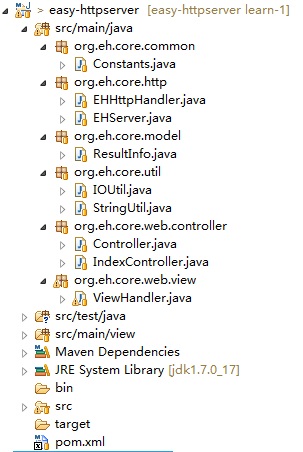 > easy-httpserver [easy-httpserver learn-1]
src/main/java
org.eh.core.common
Constants.java
org.eh.core.http
EHHttpHandler.java
EHServer.java
org.eh.core.model
ResultInfo.java
org.eh.core.util
IOUtil.java
StringUtil.java
org.eh.core.web.controller
Controller.java
IndexController.java
org.eh.core.web.view
ViewHandler.java
src/test/java
src/main/view
Maven Dependencies
JRE System Library [jdk1.7.0_17]
bin
src
target
pom.xml